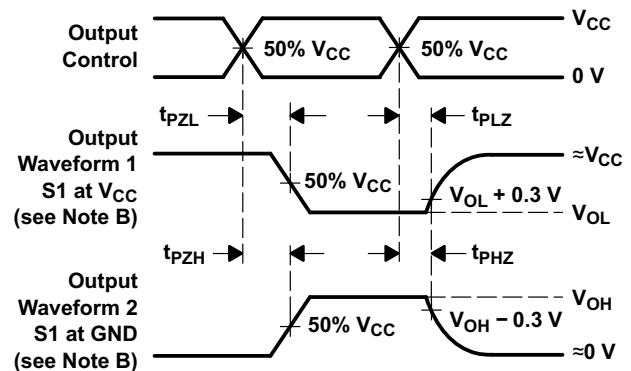 Output
Control
50% VCC
50% VCC
VCC
0 V
tPZL
tPLZ
Output
Waveform 1
S1 at VCC
(see Note B)
50% VCC
≈VCC
VOL + 0.3 V
VOL
tPZH
tPHZ
Output
Waveform 2
S1 at GND
(see Note B)
50% VCC
VOH
VOH − 0.3 V
≈0 V